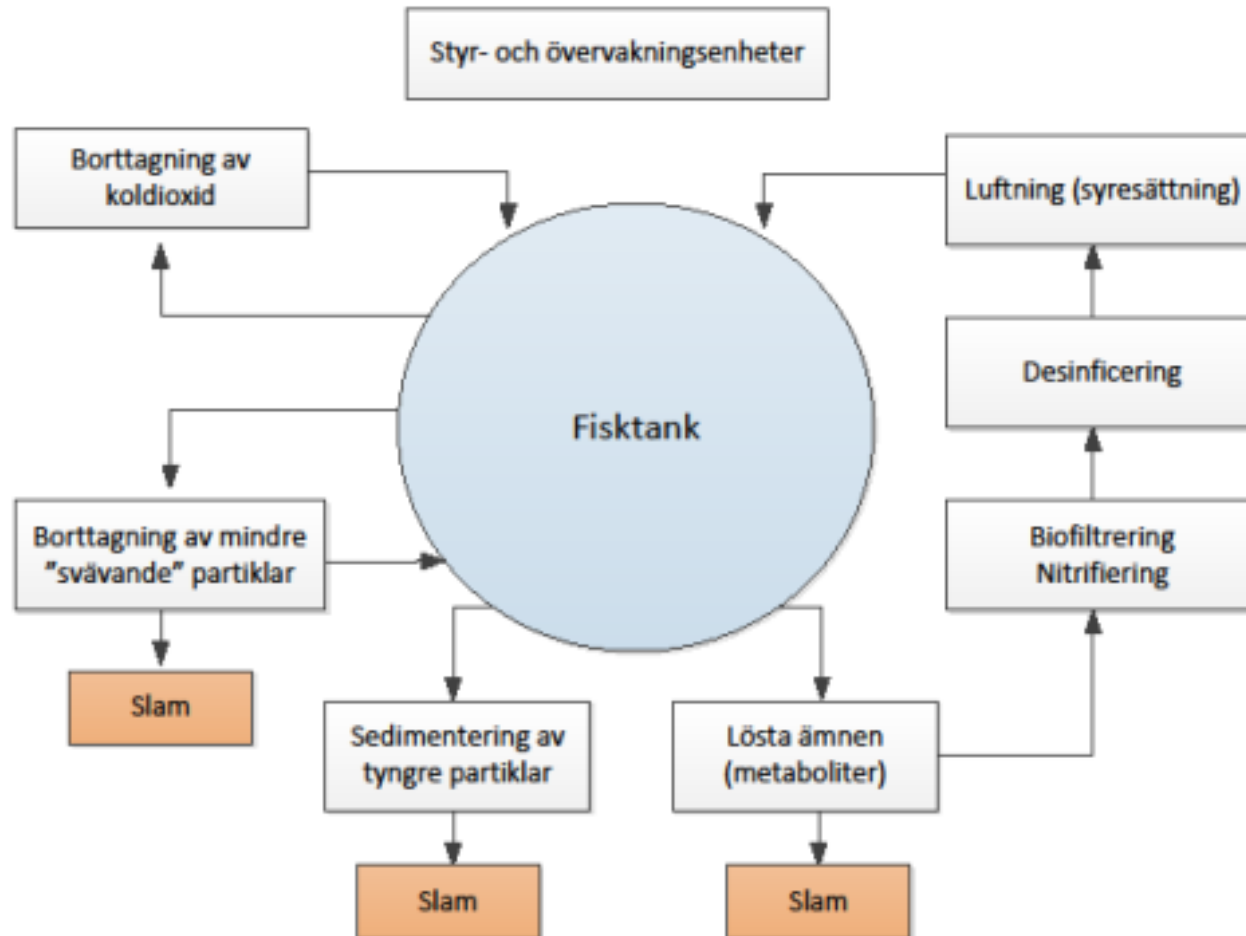 Styr- och övervakningsenheter
Borttagning av
koldioxid
Luftning (syresättning)
Desinficering
Fisktank
Borttagning av mindre
"svävande" partiklar
Biofiltrering
Nitrifiering
Slam
Sedimentering av
tyngre partiklar
Lösta ämnen
(metaboliter)
Slam
Slam